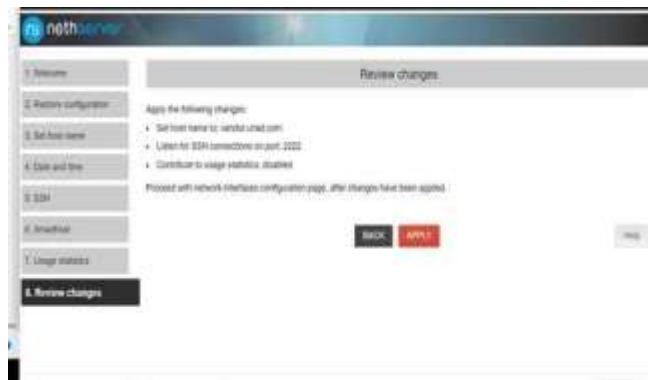 nethserver
Review changes
1. Welcome
2. Restore configuration
3. Set host name
4. Date and time
5. SSH
6. Smarthost
7. Usage statistics
8. Review changes
Apply the following changes:
Set host name to:
Listen for SSH connections on port: 2222
Contribute to usage statistics: disabled
Proceed with network interfaces configuration page, after changes have been applied.
BACK
APPLY
Help